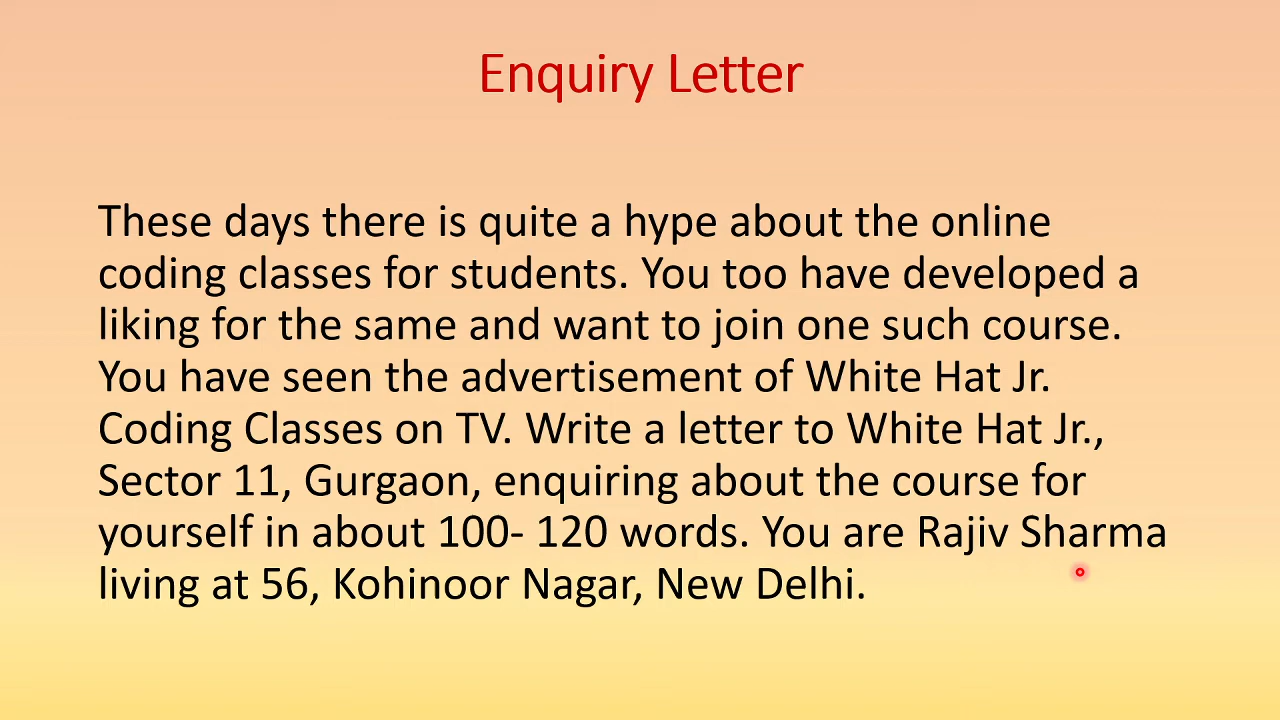 Enquiry Letter
These days there is quite a hype about the online
coding classes for students. You too have developed a
liking for the same and want to join one such course.
You have seen the advertisement of White Hat Jr.
Coding Classes on TV. Write a letter to White Hat Jr.,
Sector 11, Gurgaon, enquiring about the course for
yourself in about 100- 120 words. You are Rajiv Sharma
living at 56, Kohinoor Nagar, New Delhi.